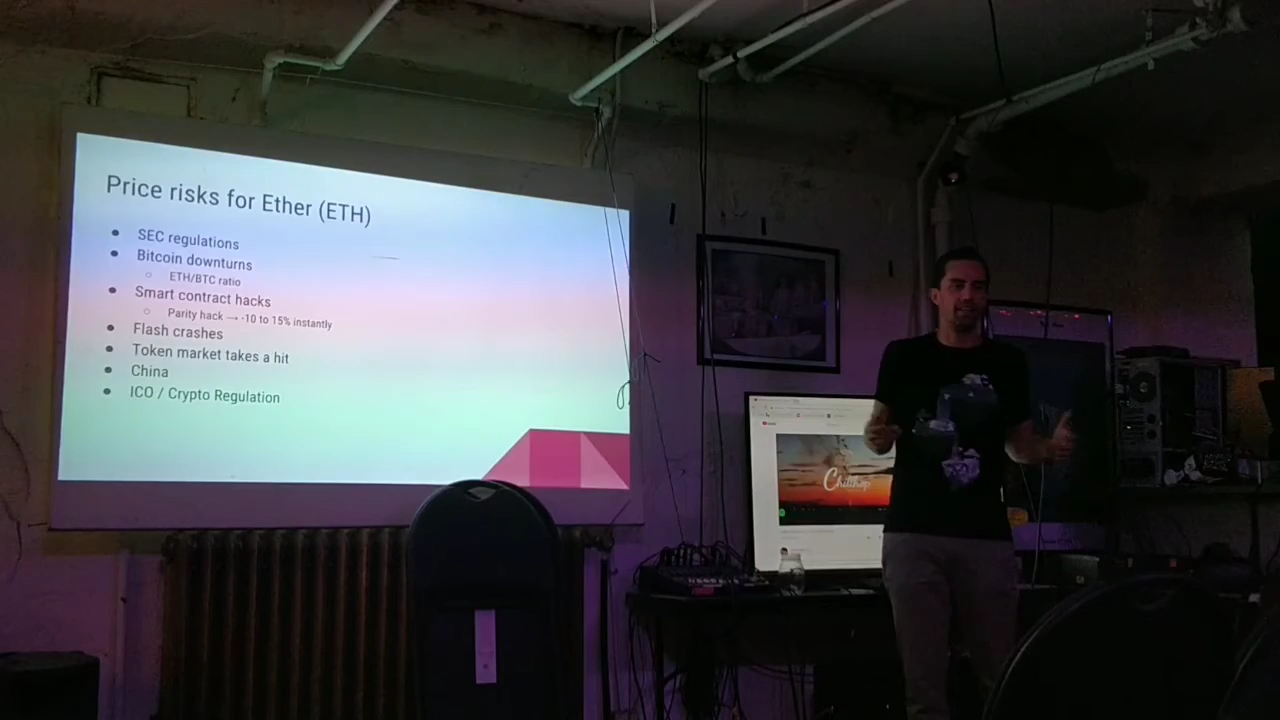 Price risks for Ether (ETH)
● SEC regulations
● Bitcoin downturns
○ ETH/BTC ratio
● Smart contract hacks
○ Parity hack → -10 to 15% instantly
● Flash crashes
● Token market takes a hit
● China
● ICO / Crypto Regulation
Chillhop